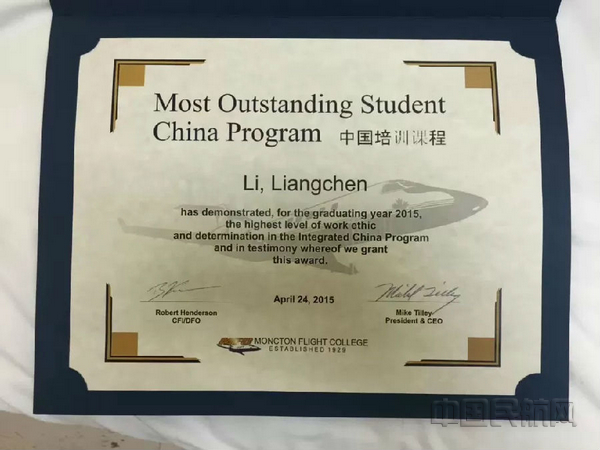 Most Outstanding Student
China Program 中国培训课程
Li, Liangchen
has demonstrated, for the graduating year 2015,
the highest level of work ethic
and determination in the Integrated China Program
and in testimony whereof we grant
this award.
April 24, 2015
Robert Henderson
CFI/DFO
Mike Tilley
President & CEO
MONCTON FLIGHT COLLEGE
ESTABLISHED 1929
中国民航网